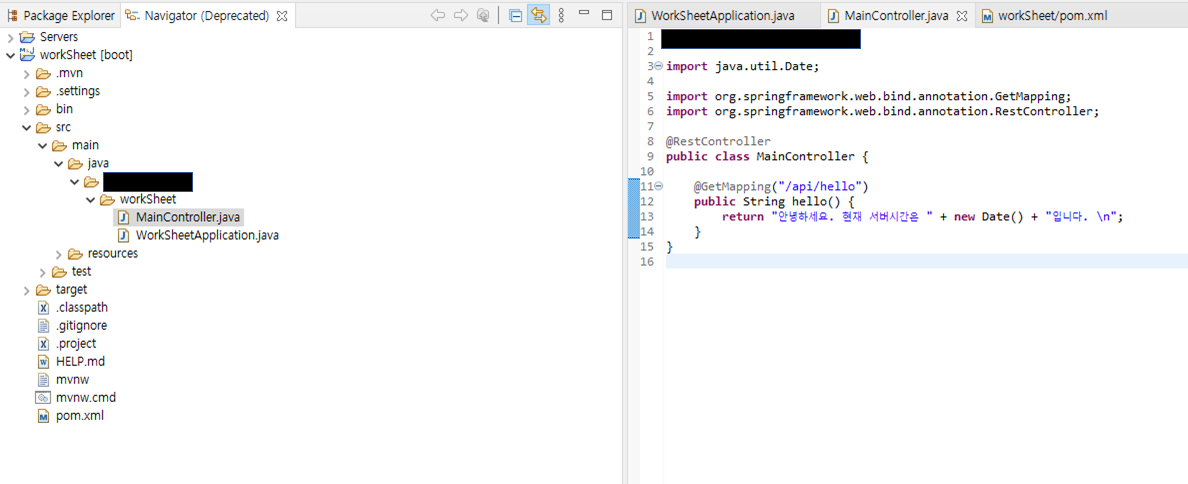 Package Explorer
Navigator (Deprecated)
Servers
workSheet [boot]
.mvn
.settings
bin
src
main
java
workSheet
MainController.java
WorkSheetApplication.java
resources
test
target
.classpath
.gitignore
.project
HELP.md
mvnw
mvnw.cmd
pom.xml
WorkSheetApplication.java
MainController.java
workSheet/pom.xml
1
2
3 import java.util.Date;
4
5 import org.springframework.web.bind.annotation.GetMapping;
6 import org.springframework.web.bind.annotation.RestController;
7
8 @RestController
9 public class MainController {
10
11 @GetMapping("/api/hello")
12 public String hello() {
13 return "안녕하세요. 현재 서버시간은 " + new Date() + "입니다. \n";
14 }
15 }
16